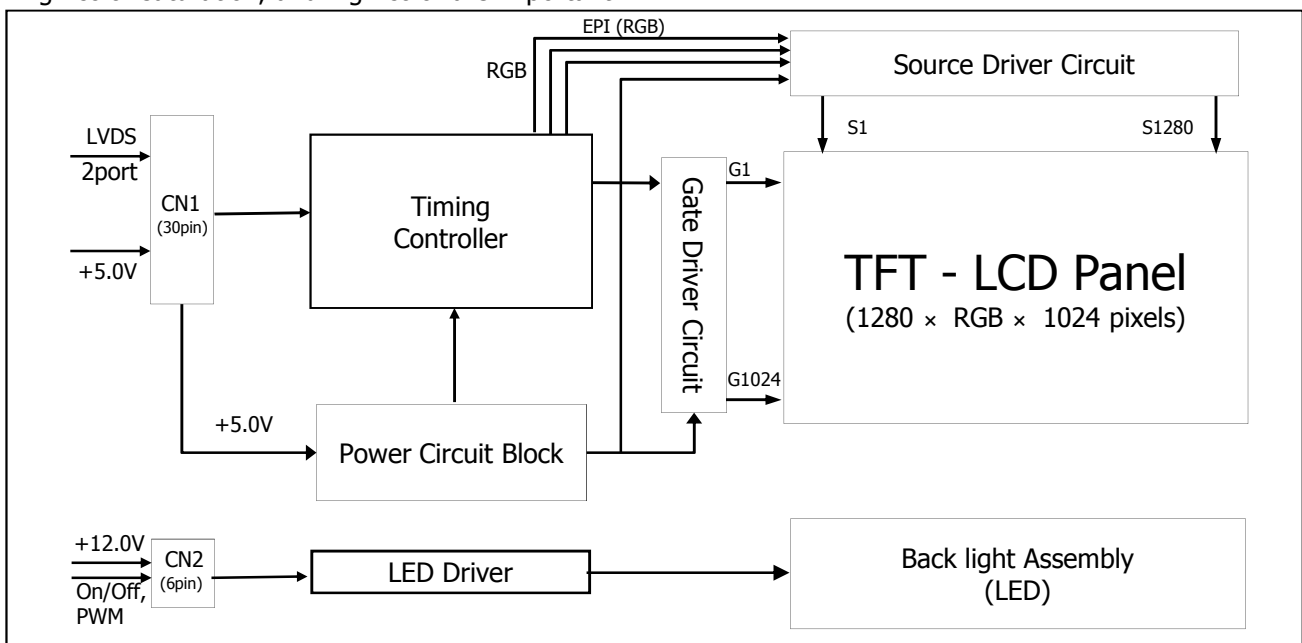 EPI (RGB)
RGB
Source Driver Circuit
S1
S1280
LVDS
2port
CN1
(30pin)
+5.0V
Timing
Controller
Gate Driver Circuit
G1
G1024
TFT - LCD Panel
(1280 × RGB × 1024 pixels)
+5.0V
Power Circuit Block
+12.0V
CN2
(6pin)
On/Off,
PWM
LED Driver
Back light Assembly
(LED)